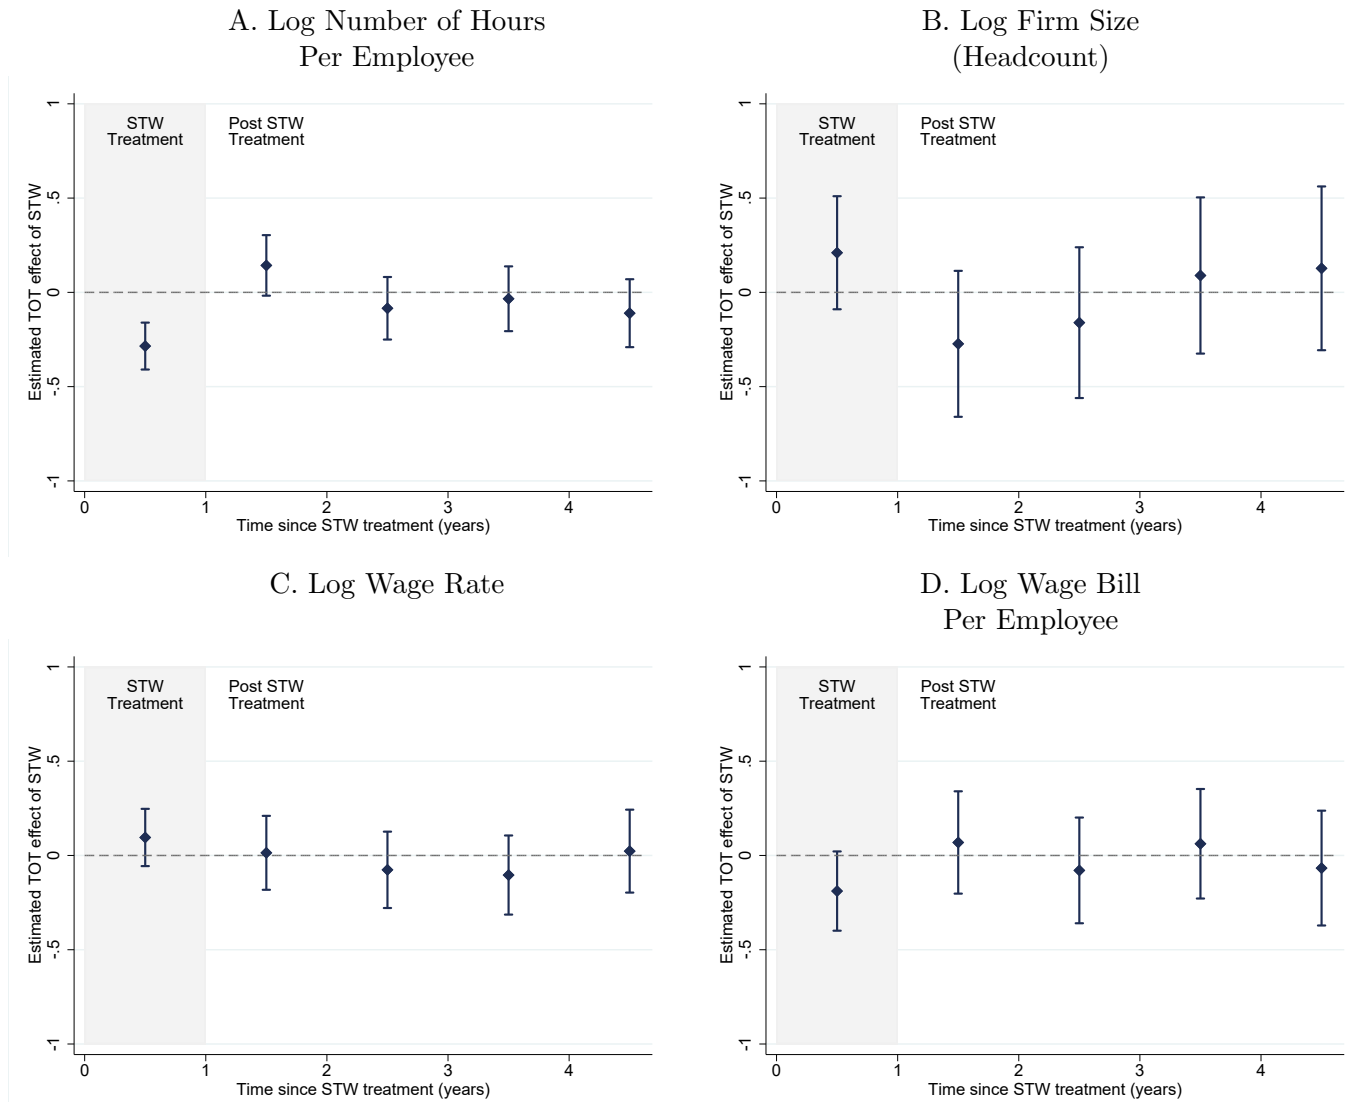 A. Log Number of Hours
Per Employee
1
.5
0
-.5
-1
Estimated TOT effect of STW
STW
Treatment
Post STW
Treatment
0 1 2 3 4
Time since STW treatment (years)
B. Log Firm Size
(Headcount)
1
.5
0
-.5
-1
Estimated TOT effect of STW
STW
Treatment
Post STW
Treatment
0 1 2 3 4
Time since STW treatment (years)
C. Log Wage Rate
1
.5
0
-.5
-1
Estimated TOT effect of STW
STW
Treatment
Post STW
Treatment
0 1 2 3 4
Time since STW treatment (years)
D. Log Wage Bill
Per Employee
1
.5
0
-.5
-1
Estimated TOT effect of STW
STW
Treatment
Post STW
Treatment
0 1 2 3 4
Time since STW treatment (years)